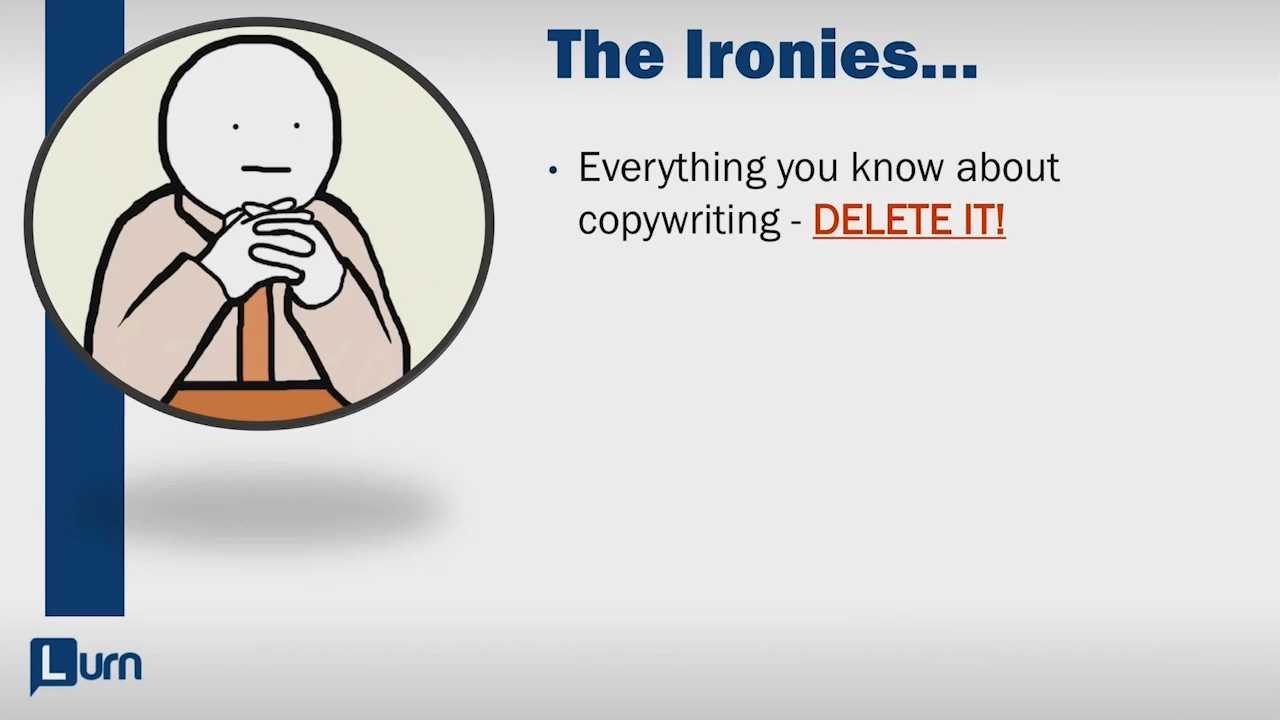 The Ironies...
• Everything you know about
copywriting - DELETE IT!
Lurn